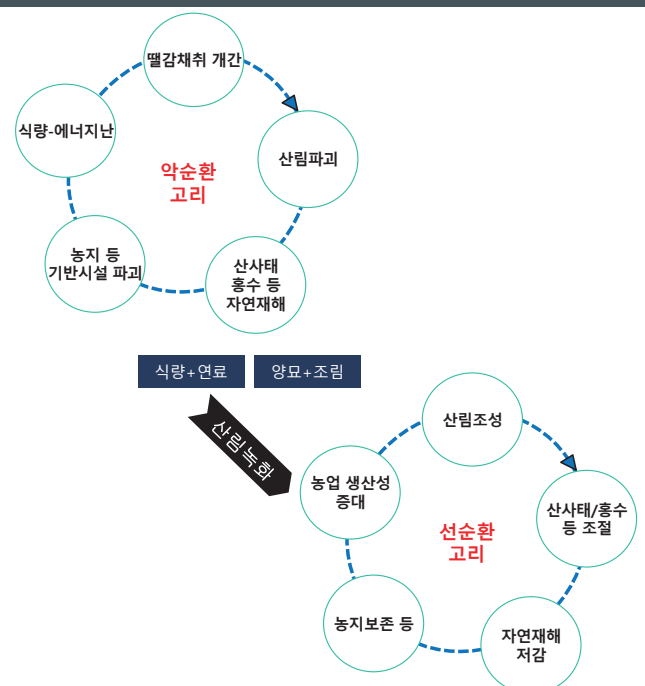 땔감채취 개간
식량-에너지난
산림파괴
악순환
고리
농지 등
기반시설 파괴
산사태
홍수 등
자연재해
식량+연료
양묘+조림
산림녹화
산림조성
농업 생산성
증대
산사태/홍수
등 조절
선순환
고리
농지보존 등
자연재해
저감